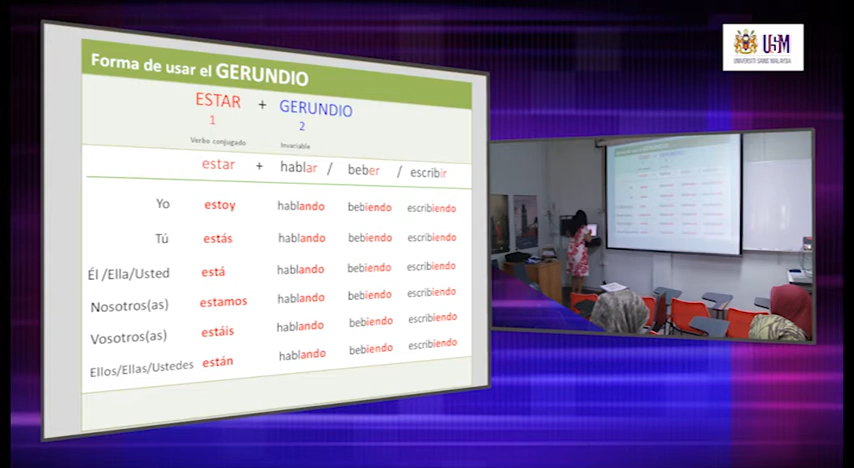 Forma de usar el GERUNDIO
ESTAR + GERUNDIO
1 2
Verbo conjugado Invariable
estar + hablar / beber / escribir
Yo estoy hablando bebiendo escribiendo
Tú estás hablando bebiendo escribiendo
Él /Ella/Usted está hablando bebiendo escribiendo
Nosotros(as) estamos hablando bebiendo escribiendo
Vosotros(as) estáis hablando bebiendo escribiendo
Ellos/Ellas/Ustedes están hablando bebiendo escribiendo
USM
UNIVERSITI SAINS MALAYSIA